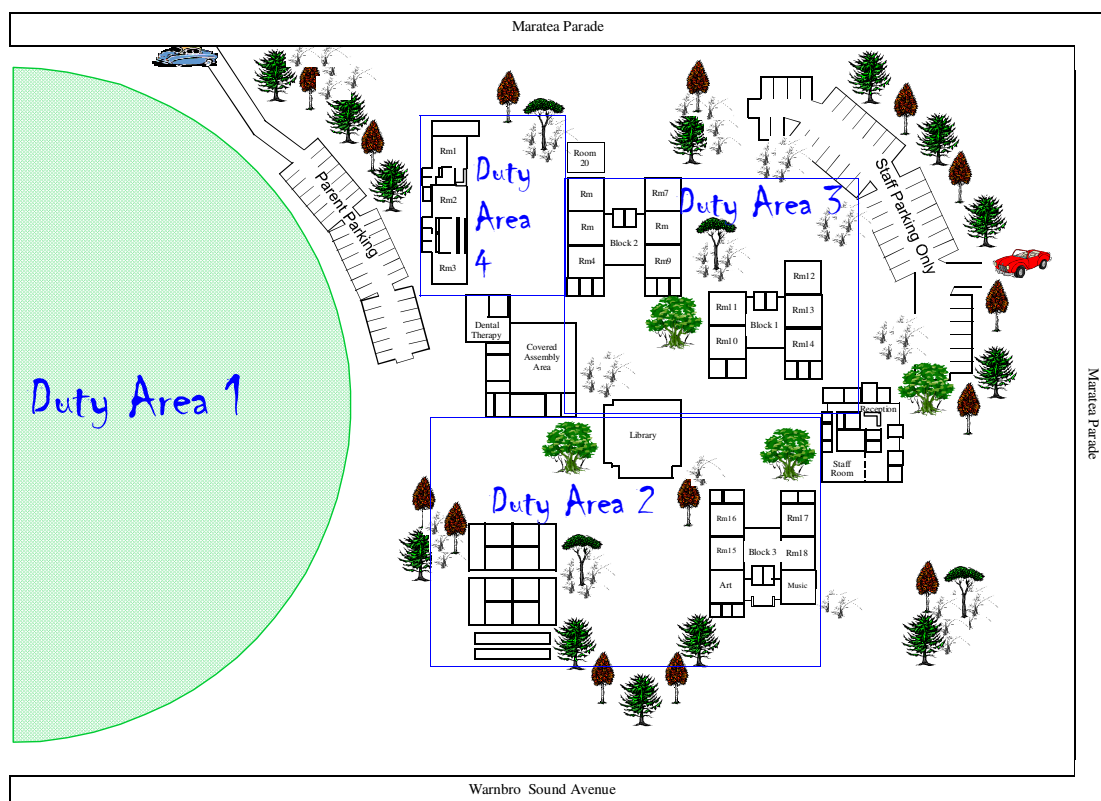 Maratea Parade
Rm1
Rm2
Rm3
Duty
Area
4
Room
20
Rm
Rm
Rm4
Block 2
Rm7
Rm
Rm9
Duty Area 3
Parent Parking
Staff Parking Only
Rm12
Rm11
Rm13
Block 1
Rm10
Rm14
Dental
Therapy
Covered Assembly
Area
Duty Area 1
Maratea Parade
Reception
Library
Staff
Room
Duty Area 2
Rm16
Rm17
Rm15
Block 3
Rm18
Art
Music
Warnbro Sound Avenue